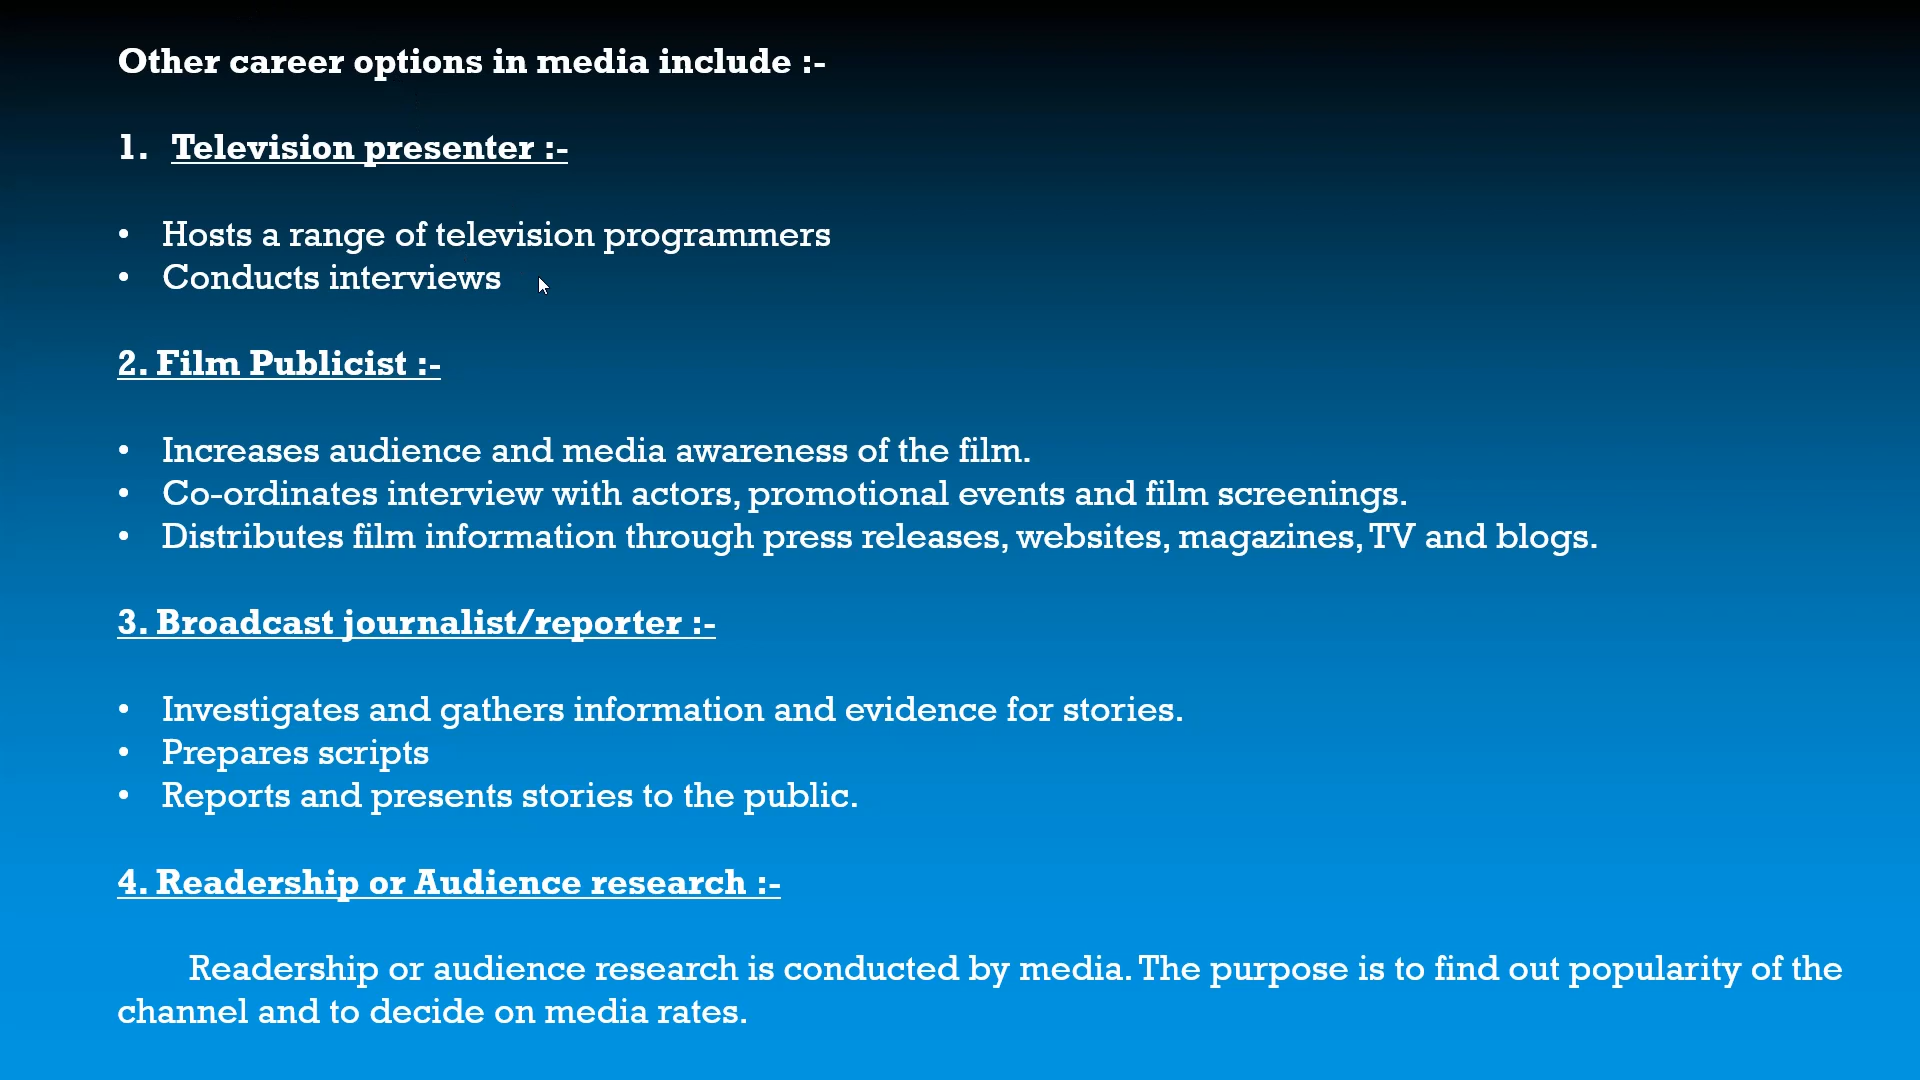 Other career options in media include :-
1. Television presenter :-
• Hosts a range of television programmers
• Conducts interviews
2. Film Publicist :-
• Increases audience and media awareness of the film.
• Co-ordinates interview with actors, promotional events and film screenings.
• Distributes film information through press releases, websites, magazines, TV and blogs.
3. Broadcast journalist/reporter :-
• Investigates and gathers information and evidence for stories.
• Prepares scripts
• Reports and presents stories to the public.
4. Readership or Audience research :-
Readership or audience research is conducted by media. The purpose is to find out popularity of the
channel and to decide on media rates.